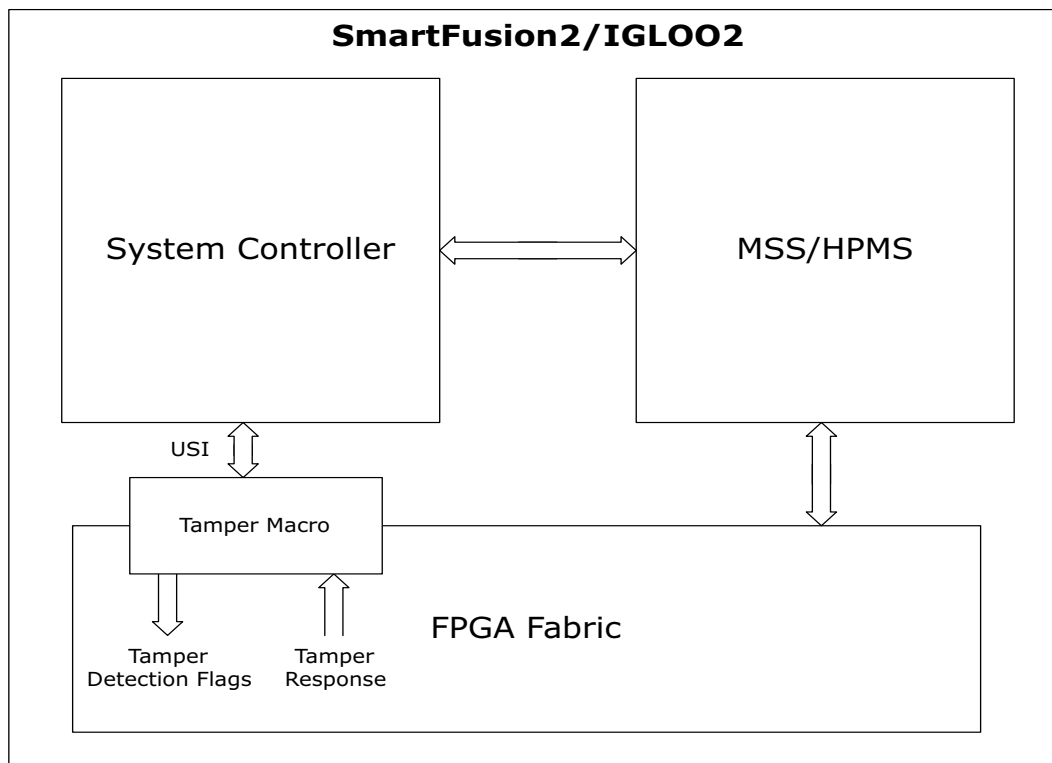 SmartFusion2/IGLOO2
System Controller
MSS/HPMS
USI
Tamper Macro
FPGA Fabric
Tamper
Detection Flags
Tamper
Response